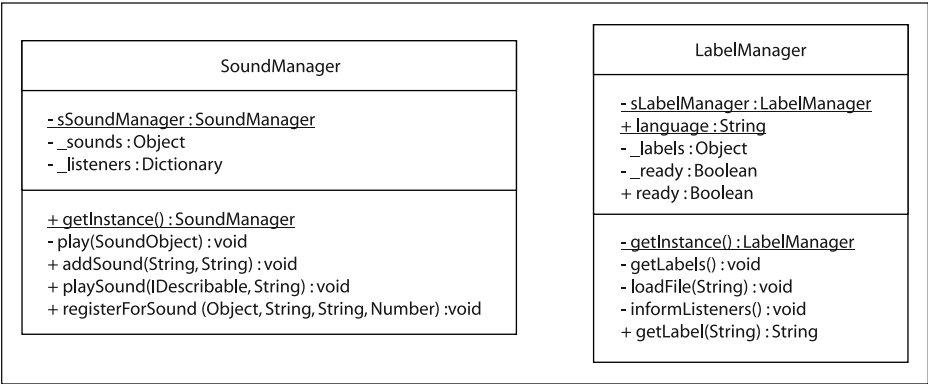 SoundManager
- sSoundManager : SoundManager
- _sounds : Object
- _listeners : Dictionary
+ getInstance() : SoundManager
- play(SoundObject) : void
+ addSound(String, String) : void
+ playSound(IDescribable, String) : void
+ registerForSound (Object, String, String, Number) :void
LabelManager
- sLabelManager : LabelManager
+ language : String
- _labels : Object
- _ready : Boolean
+ ready : Boolean
- getInstance() : LabelManager
- getLabels() : void
- loadFile(String) : void
- informListeners() : void
+ getLabel(String) : String